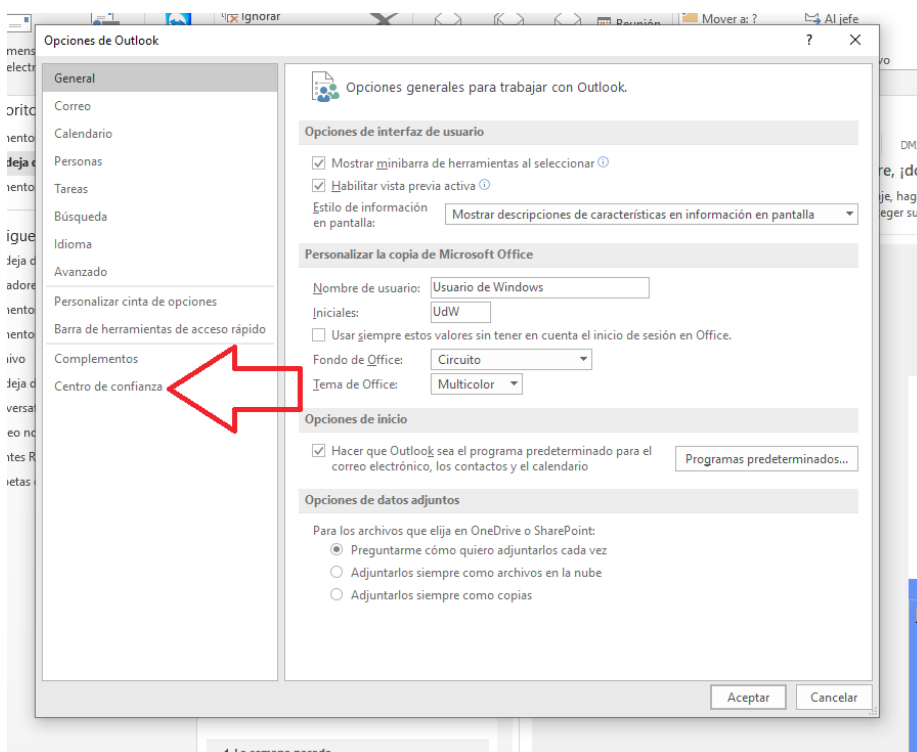 Ignorar
Reunión
Mover a: ?
Al jefe
Opciones de Outlook
?
General
Correo
Calendario
Personas
Tareas
Búsqueda
Idioma
Avanzado
Personalizar cinta de opciones
Barra de herramientas de acceso rápido
Complementos
Centro de confianza
Opciones generales para trabajar con Outlook.
Opciones de interfaz de usuario
Mostrar minibarra de herramientas al seleccionar
Habilitar vista previa activa
Estilo de información
en pantalla:
Mostrar descripciones de características en información en pantalla
Personalizar la copia de Microsoft Office
Nombre de usuario: Usuario de Windows
Iniciales: UdW
Usar siempre estos valores sin tener en cuenta el inicio de sesión en Office.
Fondo de Office: Circuito
Tema de Office: Multicolor
Opciones de inicio
Hacer que Outlook sea el programa predeterminado para el
correo electrónico, los contactos y el calendario
Programas predeterminados...
Opciones de datos adjuntos
Para los archivos que elija en OneDrive o SharePoint:
Preguntarme cómo quiero adjuntarlos cada vez
Adjuntarlos siempre como archivos en la nube
Adjuntarlos siempre como copias
Aceptar
Cancelar